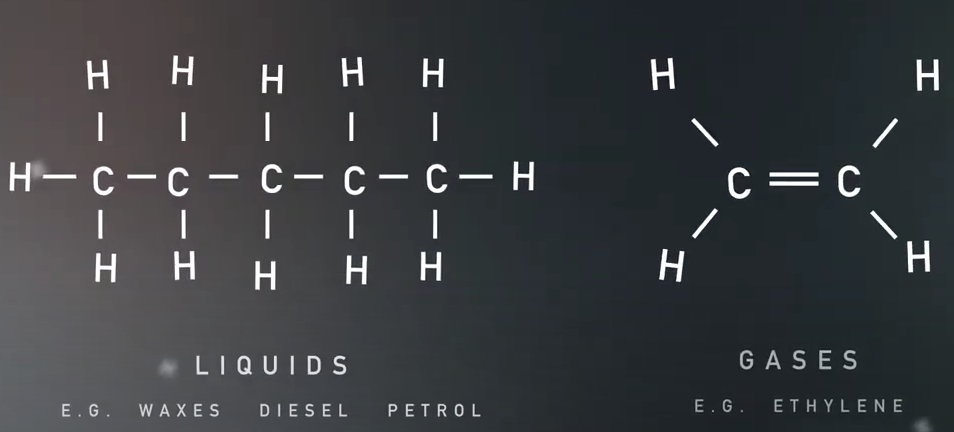 H H H H H H H
H C C C C C H C C
H H H H H H H
LIQUIDS GASES
E.G. WAXES DIESEL PETROL E.G. ETHYLENE